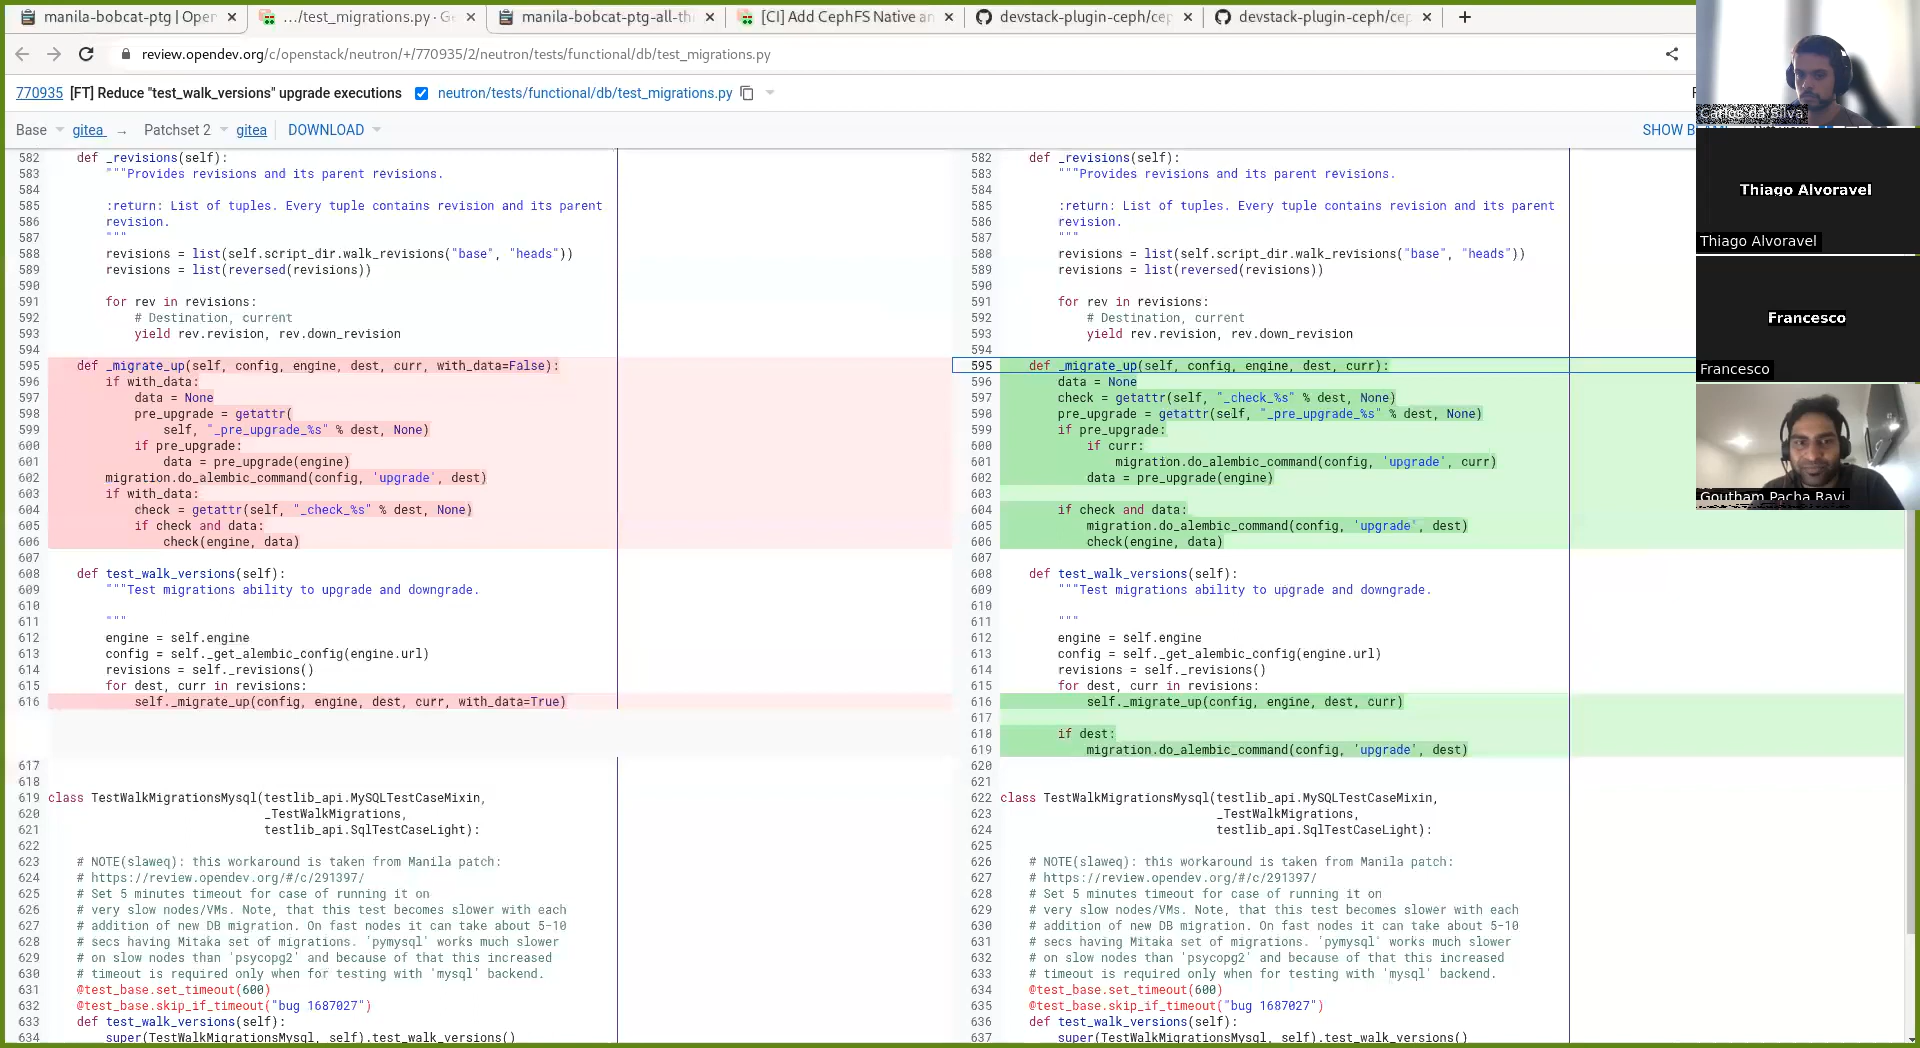 manila-bobcat-ptg | Open
…/test_migrations.py · Ge
manila-bobcat-ptg-all-thi
[CI] Add CephFS Native an
devstack-plugin-ceph/cep
devstack-plugin-ceph/cep
review.opendev.org/c/openstack/neutron/+/770935/2/neutron/tests/functional/db/test_migrations.py
770935 [FT] Reduce "test_walk_versions" upgrade executions neutron/tests/functional/db/test_migrations.py
Base gitea → Patchset 2 gitea DOWNLOAD SHOW
582 def _revisions(self):
583 """Provides revisions and its parent revisions.
584
585 :return: List of tuples. Every tuple contains revision and its parent
586 revision.
587 """
588 revisions = list(self.script_dir.walk_revisions("base", "heads"))
589 revisions = list(reversed(revisions))
590
591 for rev in revisions:
592 # Destination, current
593 yield rev.revision, rev.down_revision
594
595 def _migrate_up(self, config, engine, dest, curr, with_data=False):
596 if with_data:
597 data = None
598 pre_upgrade = getattr(
599 self, "_pre_upgrade_%s" % dest, None)
600 if pre_upgrade:
601 data = pre_upgrade(engine)
602 migration.do_alembic_command(config, 'upgrade', dest)
603 if with_data:
604 check = getattr(self, "_check_%s" % dest, None)
605 if check and data:
606 check(engine, data)
607
608 def test_walk_versions(self):
609 """Test migrations ability to upgrade and downgrade.
610
611 """
612 engine = self.engine
613 config = self._get_alembic_config(engine.url)
614 revisions = self._revisions()
615 for dest, curr in revisions:
616 self._migrate_up(config, engine, dest, curr, with_data=True)
617
618
619 class TestWalkMigrationsMysql(testlib_api.MySQLTestCaseMixin,
620 _TestWalkMigrations,
621 testlib_api.SqlTestCaseLight):
622
623 # NOTE(slaweq): this workaround is taken from Manila patch:
624 # https://review.opendev.org/#/c/291397/
625 # Set 5 minutes timeout for case of running it on
626 # very slow nodes/VMs. Note, that this test becomes slower with each
627 # addition of new DB migration. On fast nodes it can take about 5-10
628 # secs having Mitaka set of migrations. 'pymysql' works much slower
629 # on slow nodes than 'psycopg2' and because of that this increased
630 # timeout is required only when for testing with 'mysql' backend.
631 @test_base.set_timeout(600)
632 @test_base.skip_if_timeout("bug 1687027")
633 def test_walk_versions(self):
634 super(TestWalkMigrationsMysql, self).test_walk_versions()
582 def _revisions(self):
583 """Provides revisions and its parent revisions.
584
585 :return: List of tuples. Every tuple contains revision and its parent
586 revision.
587 """
588 revisions = list(self.script_dir.walk_revisions("base", "heads"))
589 revisions = list(reversed(revisions))
590
591 for rev in revisions:
592 # Destination, current
593 yield rev.revision, rev.down_revision
594
595 def _migrate_up(self, config, engine, dest, curr):
596 data = None
597 check = getattr(self, "_check_%s" % dest, None)
598 pre_upgrade = getattr(self, "_pre_upgrade_%s" % dest, None)
599 if pre_upgrade:
600 if curr:
601 migration.do_alembic_command(config, 'upgrade', curr)
602 data = pre_upgrade(engine)
603
604 if check and data:
605 migration.do_alembic_command(config, 'upgrade', dest)
606 check(engine, data)
607
608 def test_walk_versions(self):
609 """Test migrations ability to upgrade and downgrade.
610
611 """
612 engine = self.engine
613 config = self._get_alembic_config(engine.url)
614 revisions = self._revisions()
615 for dest, curr in revisions:
616 self._migrate_up(config, engine, dest, curr)
617
618 if dest:
619 migration.do_alembic_command(config, 'upgrade', dest)
620
621
622 class TestWalkMigrationsMysql(testlib_api.MySQLTestCaseMixin,
623 _TestWalkMigrations,
624 testlib_api.SqlTestCaseLight):
625
626 # NOTE(slaweq): this workaround is taken from Manila patch:
627 # https://review.opendev.org/#/c/291397/
628 # Set 5 minutes timeout for case of running it on
629 # very slow nodes/VMs. Note, that this test becomes slower with each
630 # addition of new DB migration. On fast nodes it can take about 5-10
631 # secs having Mitaka set of migrations. 'pymysql' works much slower
632 # on slow nodes than 'psycopg2' and because of that this increased
633 # timeout is required only when for testing with 'mysql' backend.
634 @test_base.set_timeout(600)
635 @test_base.skip_if_timeout("bug 1687027")
636 def test_walk_versions(self):
637 super(TestWalkMigrationsMysql, self).test_walk_versions()
Carlos da Silva
Thiago Alvoravel
Thiago Alvoravel
Francesco
Francesco
Goutham Pacha Ravi